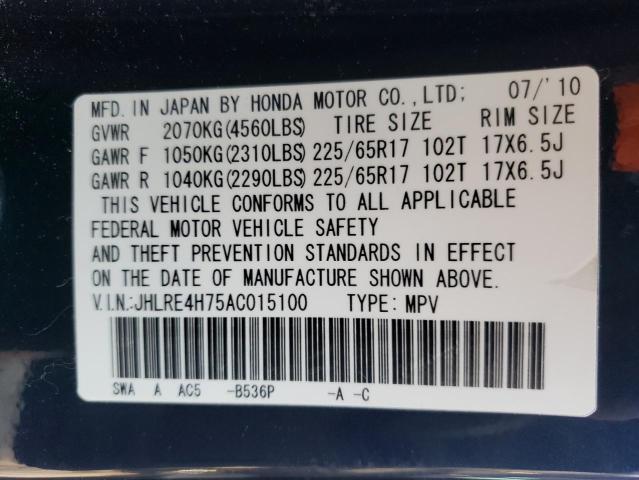 MFD. IN JAPAN BY HONDA MOTOR CO.,LTD; 07/'10
GVWR 2070KG(4560LBS) TIRE SIZE RIM SIZE
GAWR F 1050KG(2310LBS) 225/65R17 102T 17X6.5J
GAWR R 1040KG(2290LBS) 225/65R17 102T 17X6.5J
THIS VEHICLE CONFORMS TO ALL APPLICABLE
FEDERAL MOTOR VEHICLE SAFETY
AND THEFT PREVENTION STANDARDS IN EFFECT
ON THE DATE OF MANUFACTURE SHOWN ABOVE.
V.I.N.:JHLRE4H75AC015100 TYPE: MPV
SWA A AC5 -B536P -A -C